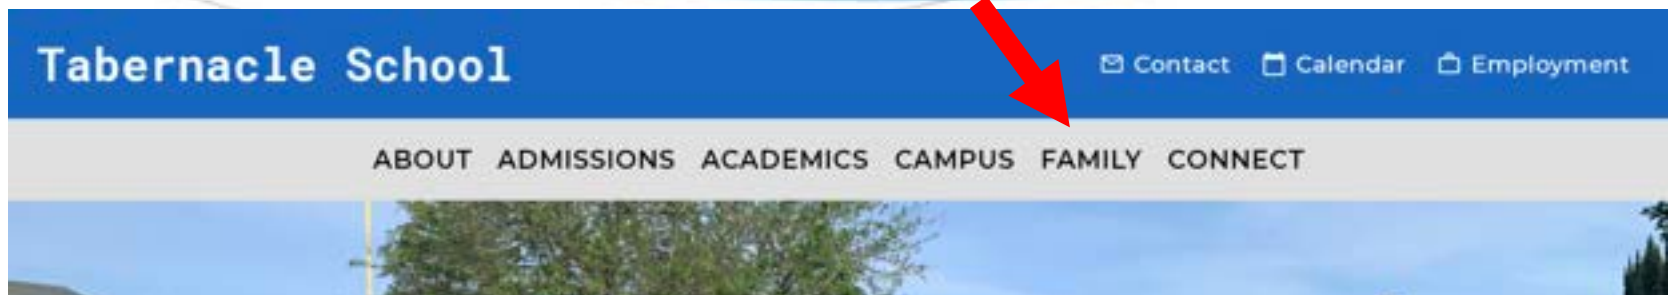 Tabernacle School
Contact Calendar Employment
ABOUT ADMISSIONS ACADEMICS CAMPUS FAMILY CONNECT